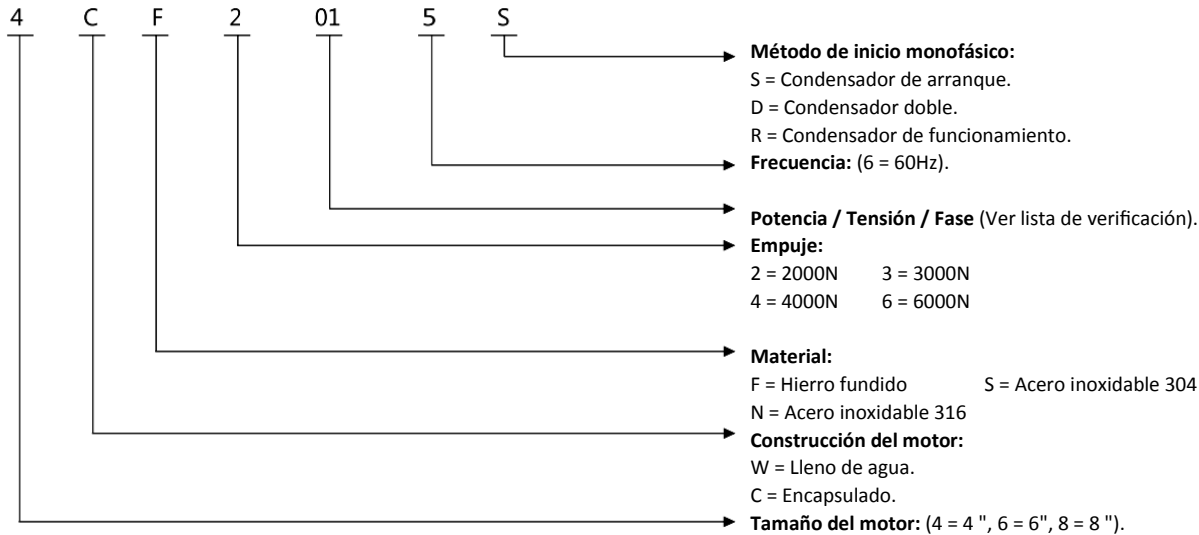 4 C F 2 01 5 S
Método de inicio monofásico:
S = Condensador de arranque.
D = Condensador doble.
R = Condensador de funcionamiento.
Frecuencia: (6 = 60Hz).
Potencia / Tensión / Fase (Ver lista de verificación).
Empuje:
2 = 2000N 3 = 3000N
4 = 4000N 6 = 6000N
Material:
F = Hierro fundido S = Acero inoxidable 304
N = Acero inoxidable 316
Construcción del motor:
W = Lleno de agua.
C = Encapsulado.
Tamaño del motor: (4 = 4 ", 6 = 6", 8 = 8 ").